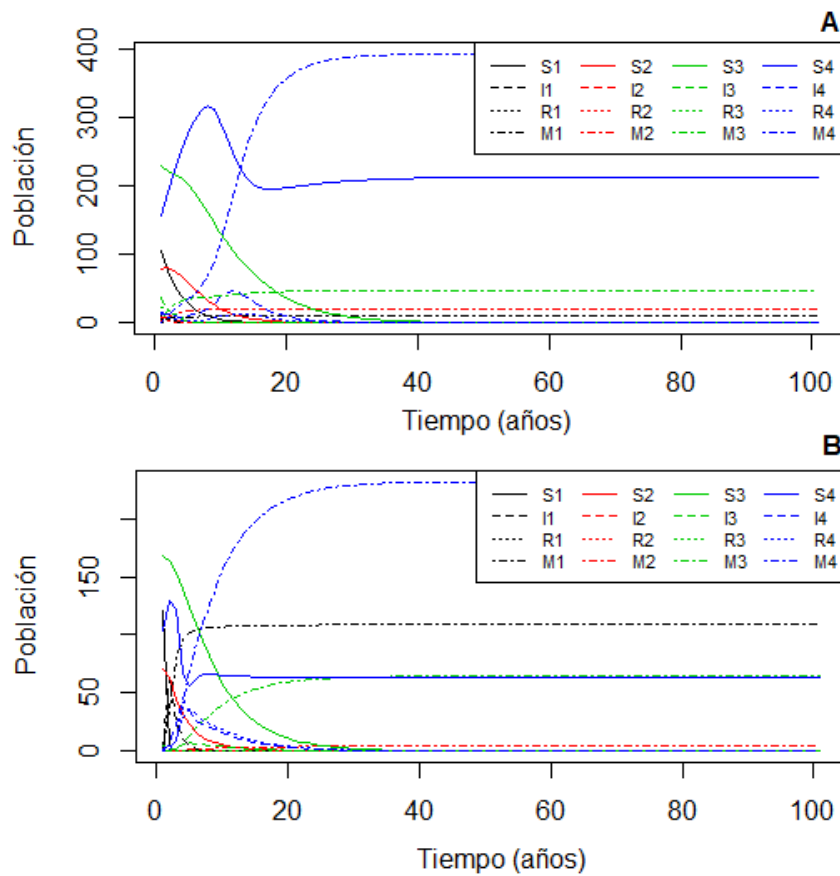 A
400
300
200
100
0
Población
S1 S2 S3 S4
I1 I2 I3 I4
R1 R2 R3 R4
M1 M2 M3 M4
0 20 40 60 80 100
Tiempo (años)
B
150
50
0
Población
S1 S2 S3 S4
I1 I2 I3 I4
R1 R2 R3 R4
M1 M2 M3 M4
0 20 40 60 80 100
Tiempo (años)